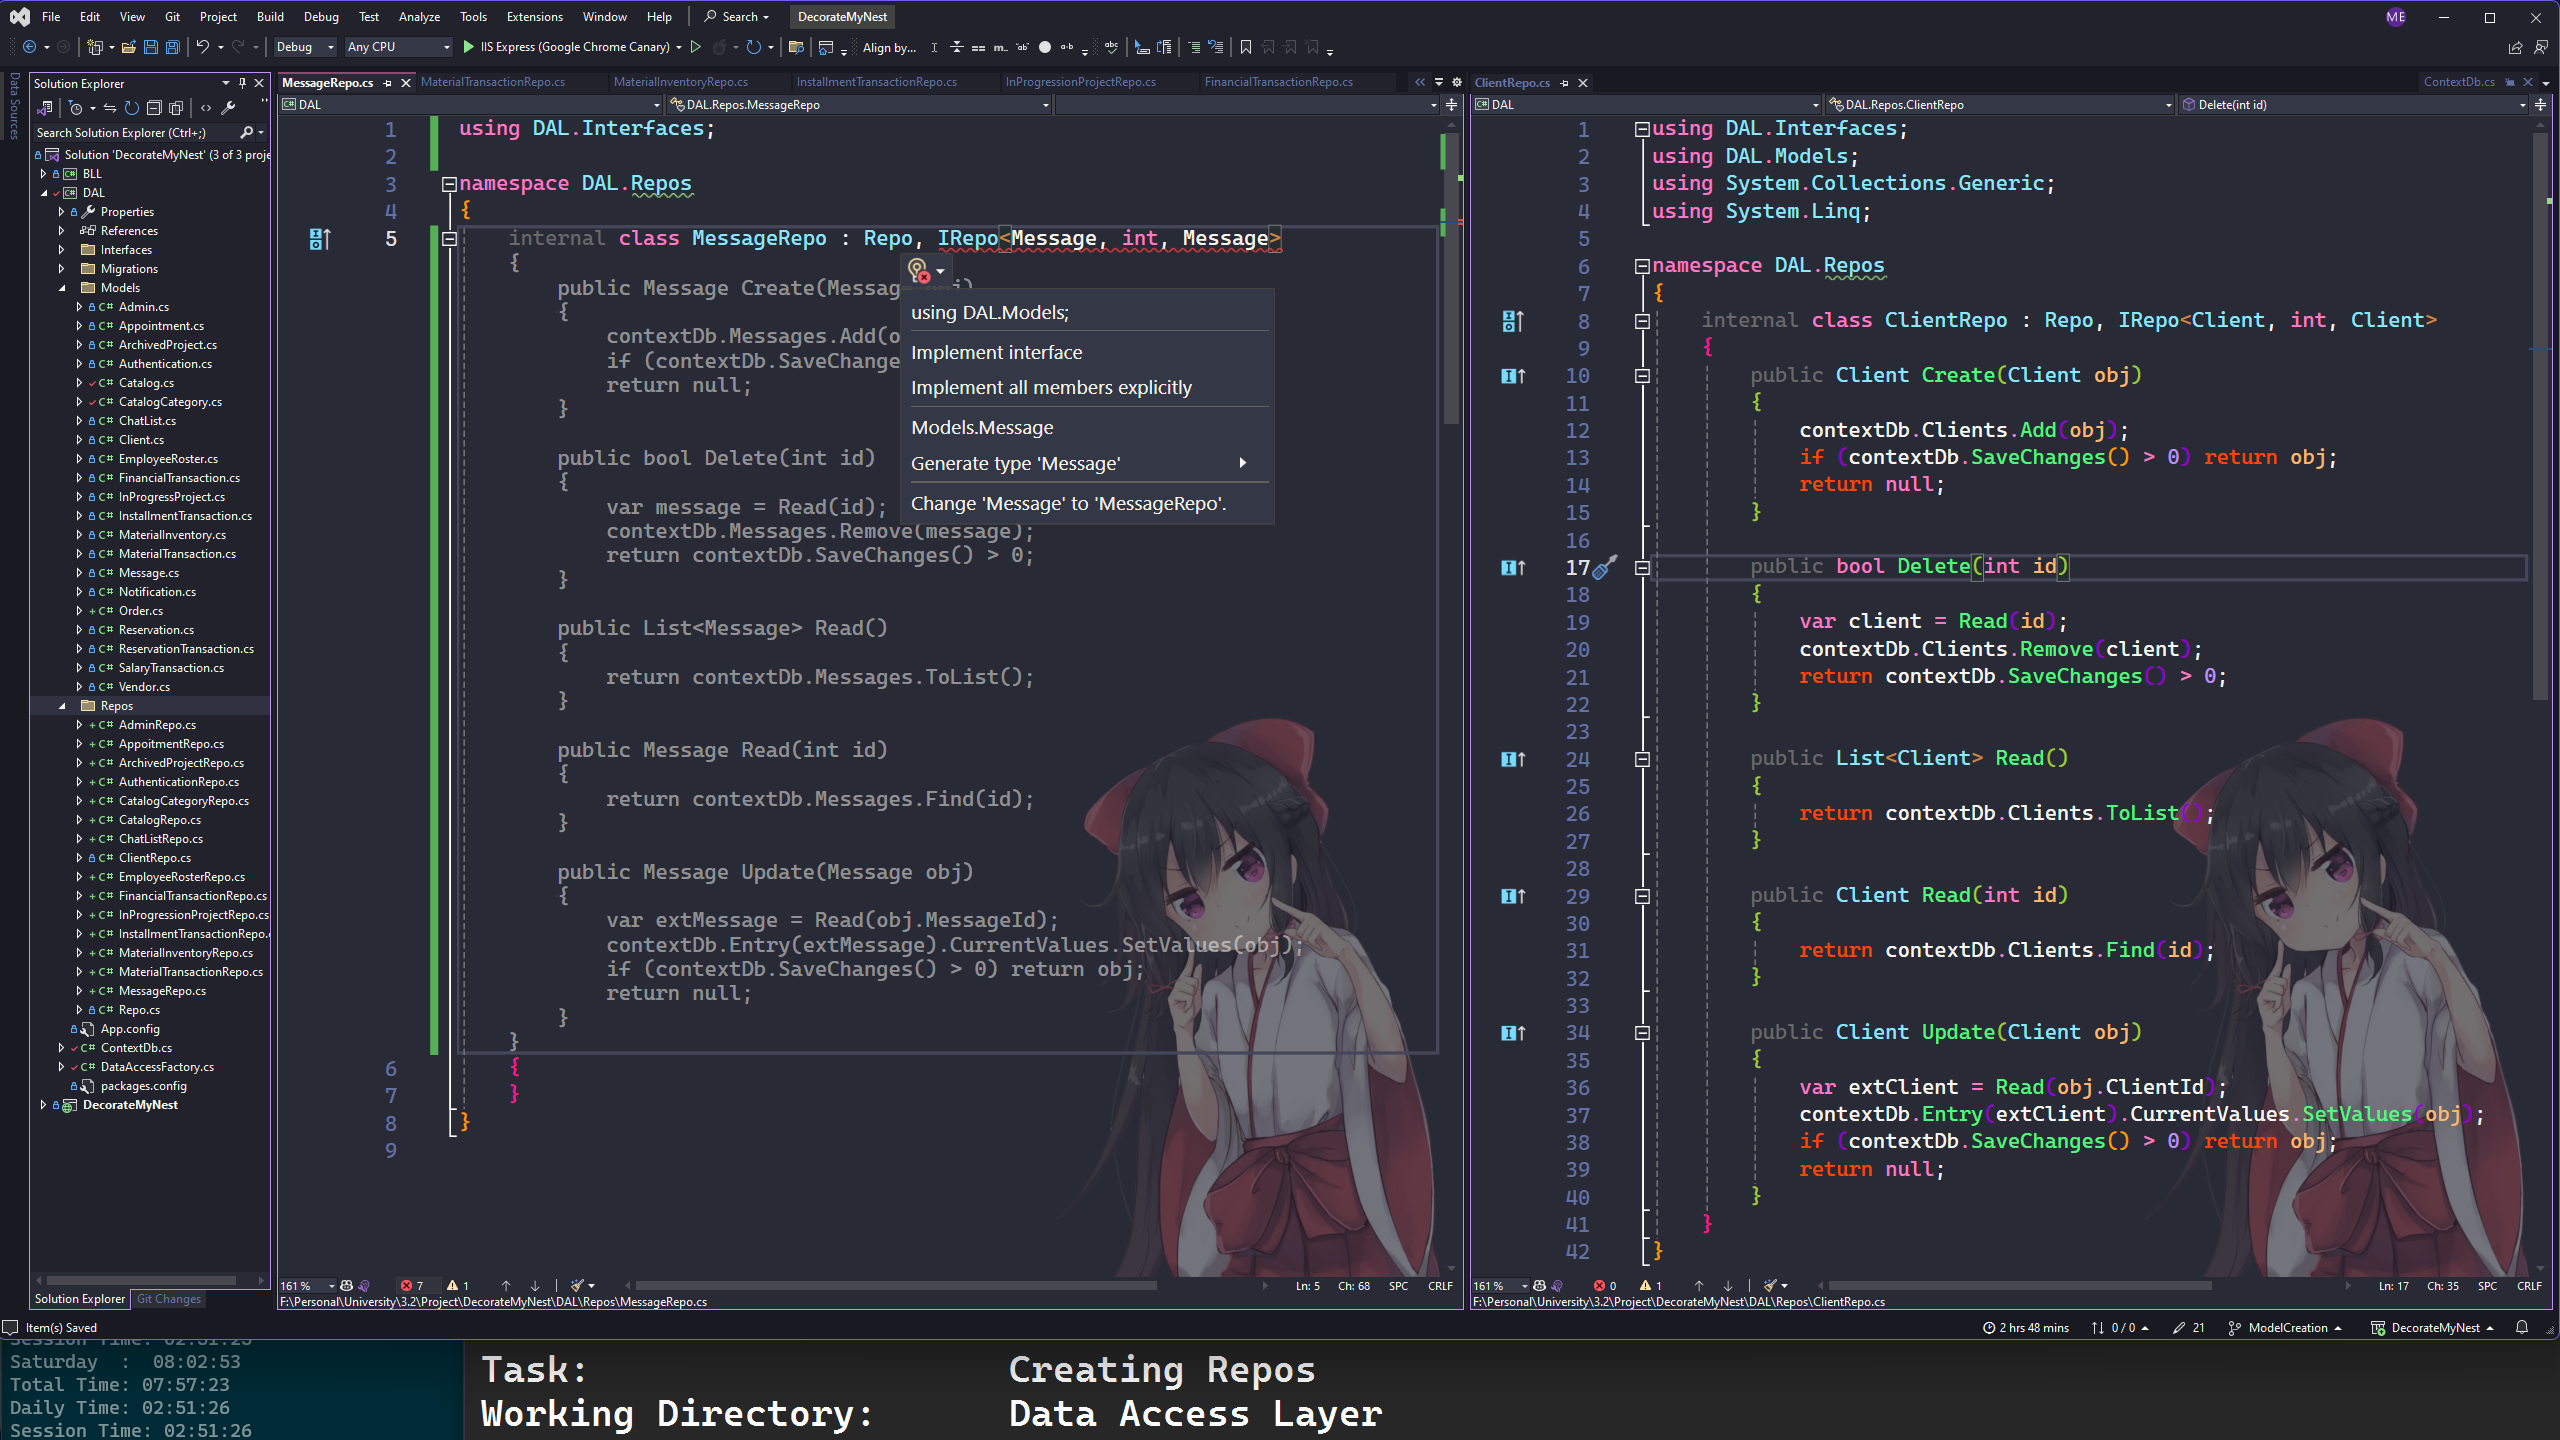 File Edit View Git Project Build Debug Test Analyze Tools Extensions Window Help Search DecorateMyNest ME
Debug Any CPU IIS Express (Google Chrome Canary) Align by...
Data Sources
Solution Explorer
Search Solution Explorer (Ctrl+;)
Solution 'DecorateMyNest' (3 of 3 proje
BLL
DAL
Properties
References
Interfaces
Migrations
Models
C# Admin.cs
C# Appointment.cs
C# ArchivedProject.cs
C# Authentication.cs
C# Catalog.cs
C# CatalogCategory.cs
C# ChatList.cs
C# Client.cs
C# EmployeeRoster.cs
C# FinancialTransaction.cs
C# InProgressProject.cs
C# InstallmentTransaction.cs
C# MaterialInventory.cs
C# MaterialTransaction.cs
C# Message.cs
C# Notification.cs
+ C# Order.cs
C# Reservation.cs
C# ReservationTransaction.cs
C# SalaryTransaction.cs
C# Vendor.cs
Repos
+ C# AdminRepo.cs
+ C# AppoitmentRepo.cs
+ C# ArchivedProjectRepo.cs
+ C# AuthenticationRepo.cs
+ C# CatalogCategoryRepo.cs
+ C# CatalogRepo.cs
+ C# ChatListRepo.cs
C# ClientRepo.cs
+ C# EmployeeRosterRepo.cs
+ C# FinancialTransactionRepo.cs
+ C# InProgressionProjectRepo.cs
+ C# InstallmentTransactionRepo.
+ C# MaterialInventoryRepo.cs
+ C# MaterialTransactionRepo.cs
+ C# MessageRepo.cs
C# Repo.cs
App.config
C# ContextDb.cs
C# DataAccessFactory.cs
packages.config
DecorateMyNest
Solution Explorer Git Changes
MessageRepo.cs MaterialTransactionRepo.cs MaterialInventoryRepo.cs InstallmentTransactionRepo.cs InProgressionProjectRepo.cs FinancialTransactionRepo.cs
DAL DAL.Repos.MessageRepo
1 using DAL.Interfaces;
2
3 namespace DAL.Repos
4 {
5 internal class MessageRepo : Repo, IRepo<Message, int, Message>
{
public Message Create(Messag
{
contextDb.Messages.Add(o
if (contextDb.SaveChange
return null;
}
public bool Delete(int id)
{
var message = Read(id);
contextDb.Messages.Remove(message);
return contextDb.SaveChanges() > 0;
}
public List<Message> Read()
{
return contextDb.Messages.ToList();
}
public Message Read(int id)
{
return contextDb.Messages.Find(id);
}
public Message Update(Message obj)
{
var extMessage = Read(obj.MessageId);
contextDb.Entry(extMessage).CurrentValues.SetValues(obj);
if (contextDb.SaveChanges() > 0) return obj;
return null;
}
}
6 {
7 }
8 }
9
using DAL.Models;
Implement interface
Implement all members explicitly
Models.Message
Generate type 'Message'
Change 'Message' to 'MessageRepo'.
161 % 7 1 Ln: 5 Ch: 68 SPC CRLF
F:\Personal\University\3.2\Project\DecorateMyNest\DAL\Repos\MessageRepo.cs
ClientRepo.cs ContextDb.cs
DAL DAL.Repos.ClientRepo Delete(int id)
1 using DAL.Interfaces;
2 using DAL.Models;
3 using System.Collections.Generic;
4 using System.Linq;
5
6 namespace DAL.Repos
7 {
8 internal class ClientRepo : Repo, IRepo<Client, int, Client>
9 {
10 public Client Create(Client obj)
11 {
12 contextDb.Clients.Add(obj);
13 if (contextDb.SaveChanges() > 0) return obj;
14 return null;
15 }
16
17 public bool Delete(int id)
18 {
19 var client = Read(id);
20 contextDb.Clients.Remove(client);
21 return contextDb.SaveChanges() > 0;
22 }
23
24 public List<Client> Read()
25 {
26 return contextDb.Clients.ToList();
27 }
28
29 public Client Read(int id)
30 {
31 return contextDb.Clients.Find(id);
32 }
33
34 public Client Update(Client obj)
35 {
36 var extClient = Read(obj.ClientId);
37 contextDb.Entry(extClient).CurrentValues.SetValues(obj);
38 if (contextDb.SaveChanges() > 0) return obj;
39 return null;
40 }
41 }
42 }
161 % 0 1 Ln: 17 Ch: 35 SPC CRLF
F:\Personal\University\3.2\Project\DecorateMyNest\DAL\Repos\ClientRepo.cs
Item(s) Saved 2 hrs 48 mins 0 / 0 21 ModelCreation DecorateMyNest
Session Time: 02:51:25
Saturday : 08:02:53
Total Time: 07:57:23
Daily Time: 02:51:26
Session Time: 02:51:26
Task: Creating Repos
Working Directory: Data Access Layer